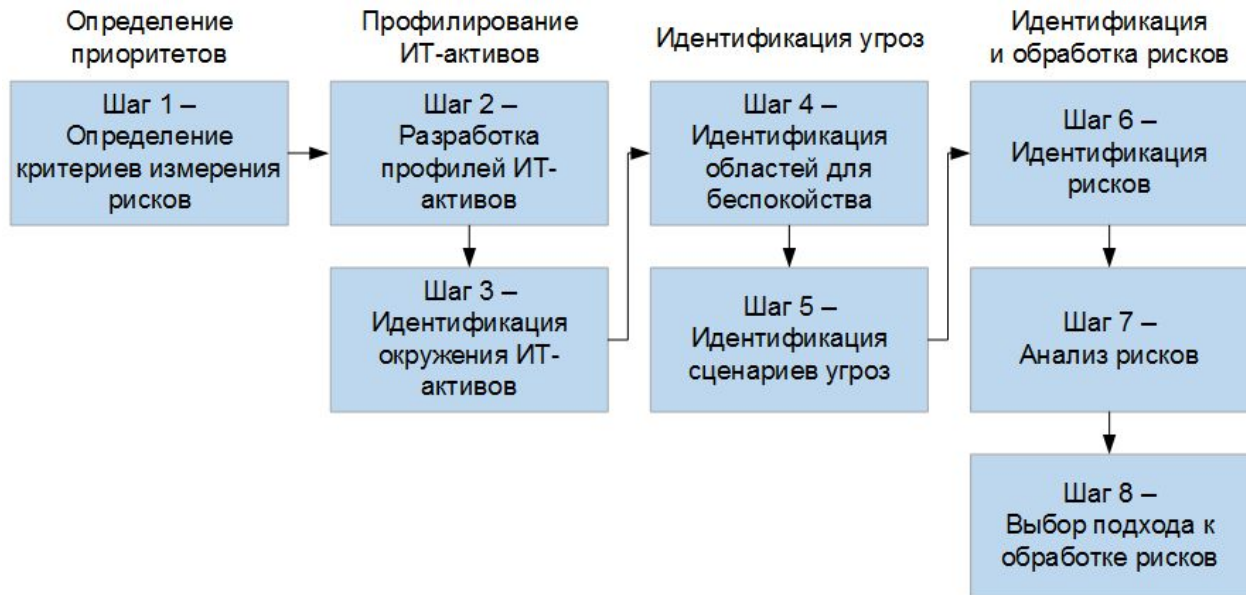 Определение
приоритетов
Шаг 1 –
Определение
критериев измерения
рисков
Профилирование
ИТ-активов
Шаг 2 –
Разработка
профилей ИТ-
активов
Шаг 3 –
Идентификация
окружения ИТ-
активов
Идентификация угроз
Шаг 4 –
Идентификация
областей для
беспокойства
Шаг 5 –
Идентификация
сценариев угроз
Идентификация
и обработка рисков
Шаг 6 –
Идентификация
рисков
Шаг 7 –
Анализ рисков
Шаг 8 –
Выбор подхода к
обработке рисков